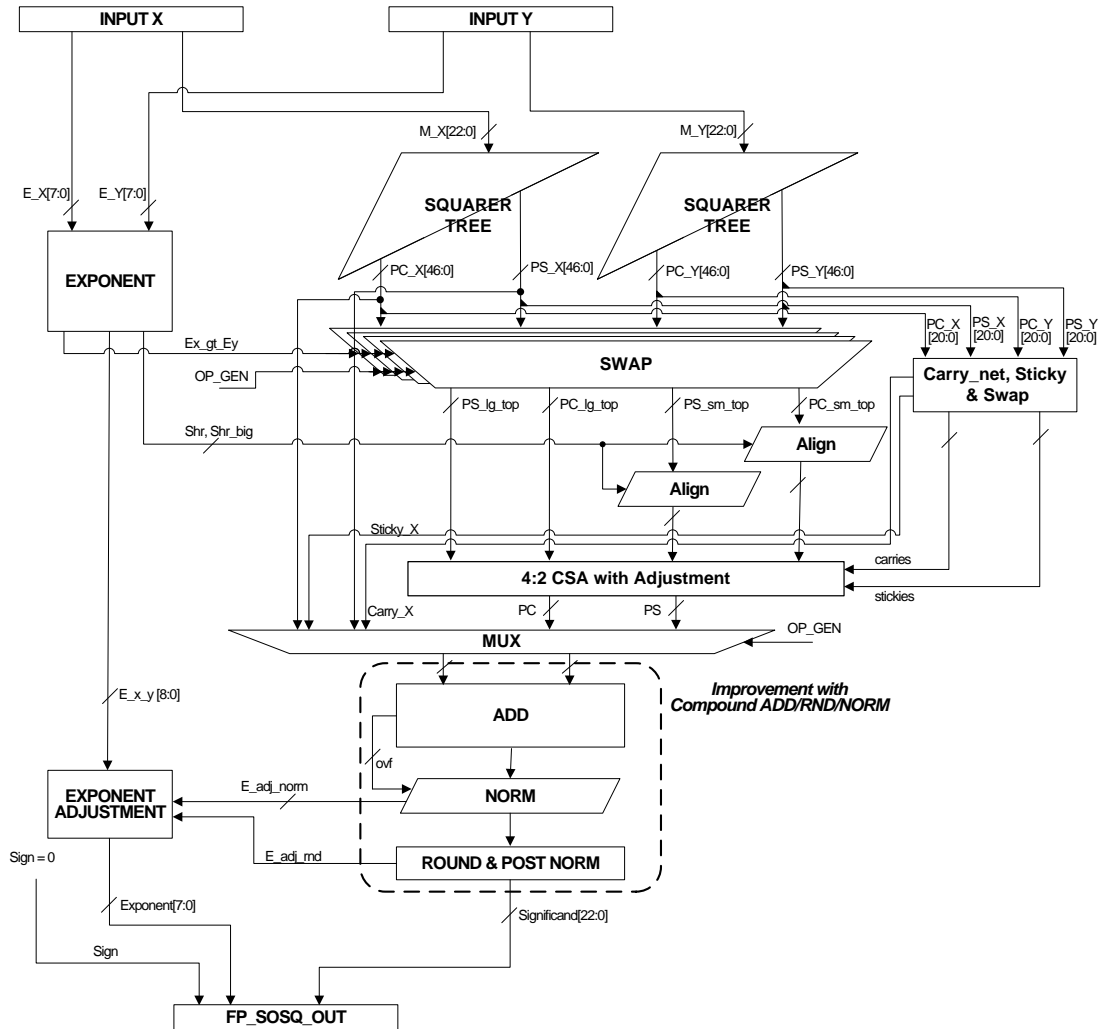 INPUT X
INPUT Y
M_X[22:0]
M_Y[22:0]
E_X[7:0]
E_Y[7:0]
SQUARER
TREE
SQUARER
TREE
EXPONENT
PC_X[46:0]
PS_X[46:0]
PC_Y[46:0]
PS_Y[46:0]
PC_X
[20:0]
PS_X
[20:0]
PC_Y
[20:0]
PS_Y
[20:0]
Ex_gt_Ey
OP_GEN
SWAP
Carry_net, Sticky
& Swap
PS_lg_top
PC_lg_top
PS_sm_top
PC_sm_top
Shr, Shr_big
Align
Align
Sticky_X
4:2 CSA with Adjustment
carries
stickies
Carry_X
PC
PS
MUX
OP_GEN
E_x_y [8:0]
Improvement with
Compound ADD/RND/NORM
ADD
ovf
EXPONENT
ADJUSTMENT
E_adj_norm
NORM
Sign = 0
E_adj_rnd
ROUND & POST NORM
Exponent[7:0]
Significand[22:0]
Sign
FP_SOSQ_OUT